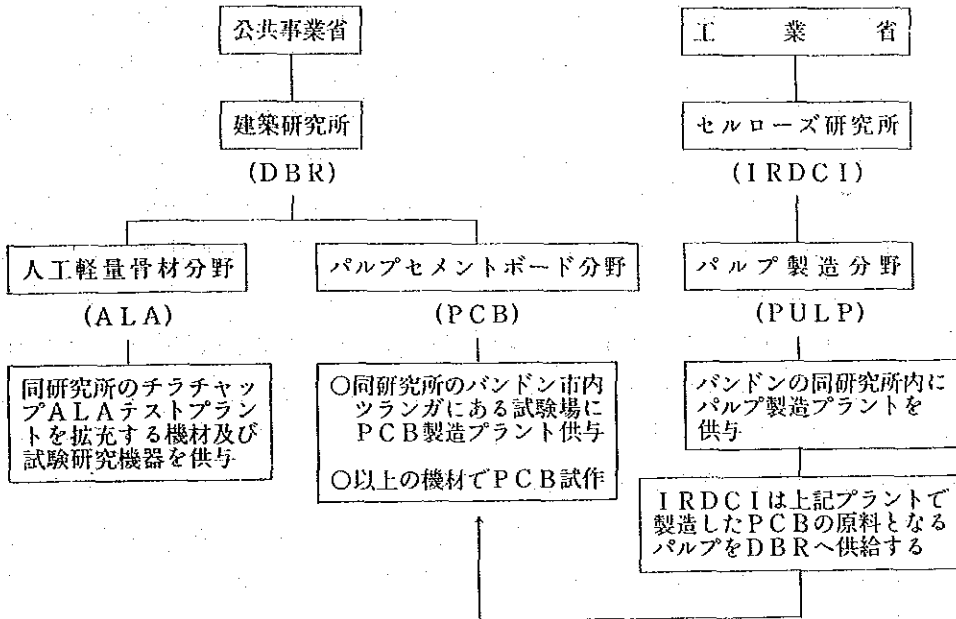 公共事業省
工業省
建築研究所
セルローズ研究所
(DBR)
(IRDCI)
人工軽量骨材分野
パルプセメントボード分野
パルプ製造分野
(ALA)
(PCB)
(PULP)
同研究所のチラチャッ
プALAテストプラン
トを拡充する機材及び
試験研究機器を供与
○同研究所のバンドン市内
ツランガにある試験場に
PCB製造プラント供与
○以上の機材でPCB試作
バンドンの同研究所内に
パルプ製造プラントを
供与
IRDCIは上記プラントで
製造したPCBの原料となる
パルプをDBRへ供給する